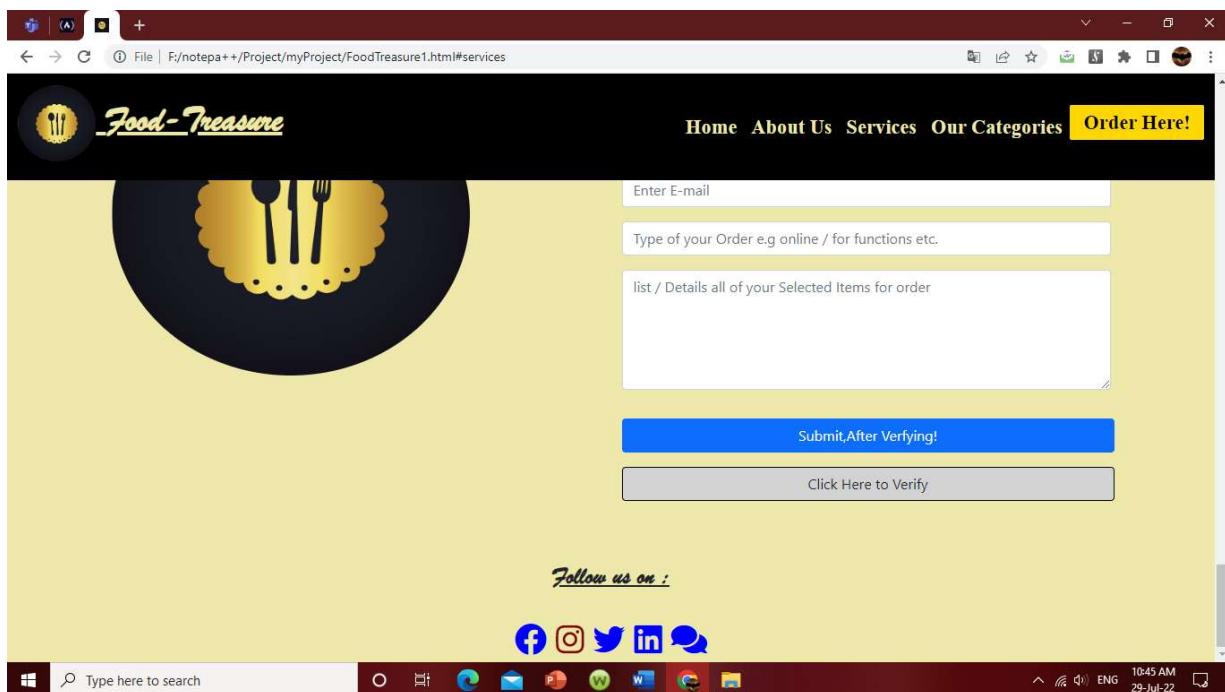 File | F:/notepa++/Project/myProject/FoodTreasure1.html#services
Food-Treasure
Home About Us Services Our Categories Order Here!
Enter E-mail
Type of your Order e.g online / for functions etc.
list / Details all of your Selected Items for order
Submit,After Verfying!
Click Here to Verify
Follow us on :
Type here to search
ENG
10:45 AM
29-Jul-22